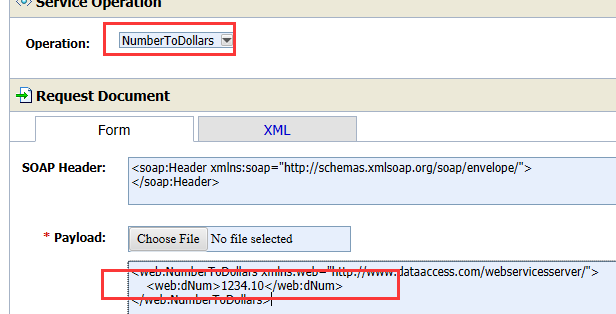 Service Operation
Operation: NumberToDollars
Request Document
Form XML
SOAP Header: <soap:Header xmlns:soap="http://schemas.xmlsoap.org/soap/envelope/">
</soap:Header>
* Payload: Choose File No file selected
<web:NumberToDollars xmlns:web="http://www.dataaccess.com/webservicesserver/">
<web:dNum>1234.10</web:dNum>
</web:NumberToDollars>